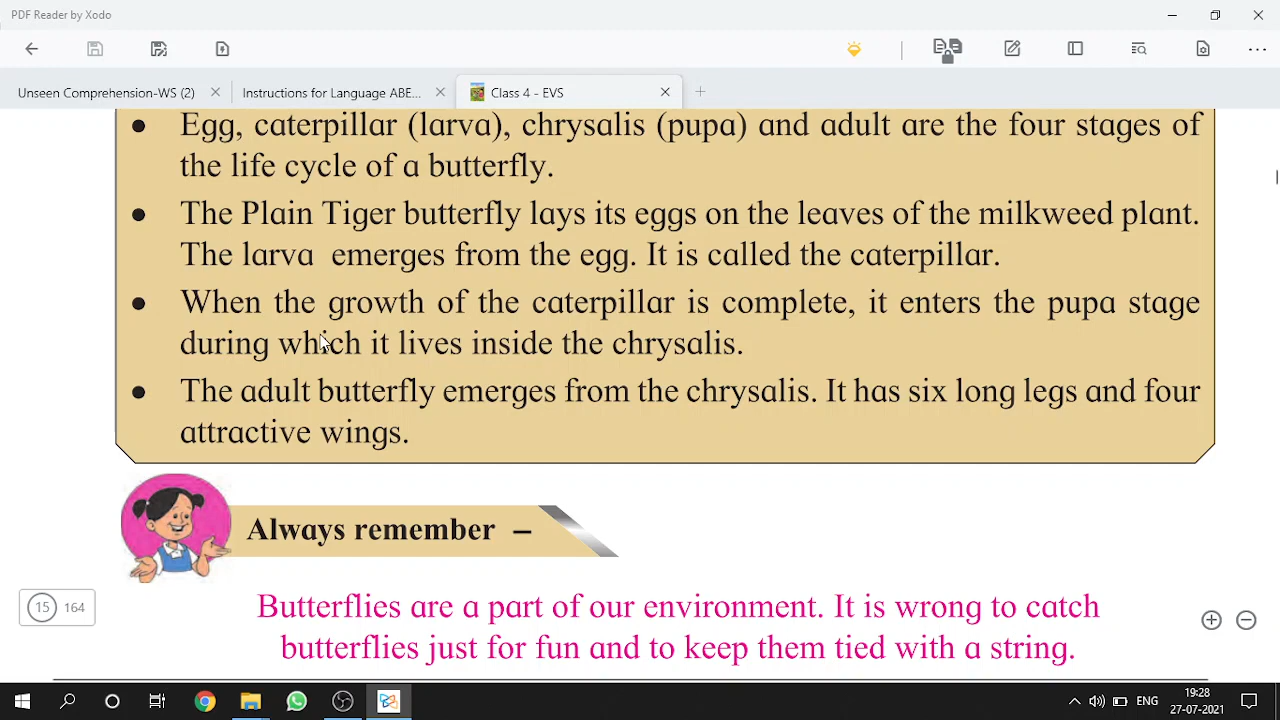 PDF Reader by Xodo
Unseen Comprehension-WS (2)
Instructions for Language ABE...
Class 4 - EVS
• Egg, caterpillar (larva), chrysalis (pupa) and adult are the four stages of
the life cycle of a butterfly.
• The Plain Tiger butterfly lays its eggs on the leaves of the milkweed plant.
The larva emerges from the egg. It is called the caterpillar.
• When the growth of the caterpillar is complete, it enters the pupa stage
during which it lives inside the chrysalis.
• The adult butterfly emerges from the chrysalis. It has six long legs and four
attractive wings.
Always remember –
15 164
Butterflies are a part of our environment. It is wrong to catch
butterflies just for fun and to keep them tied with a string.
ENG
19:28
27-07-2021